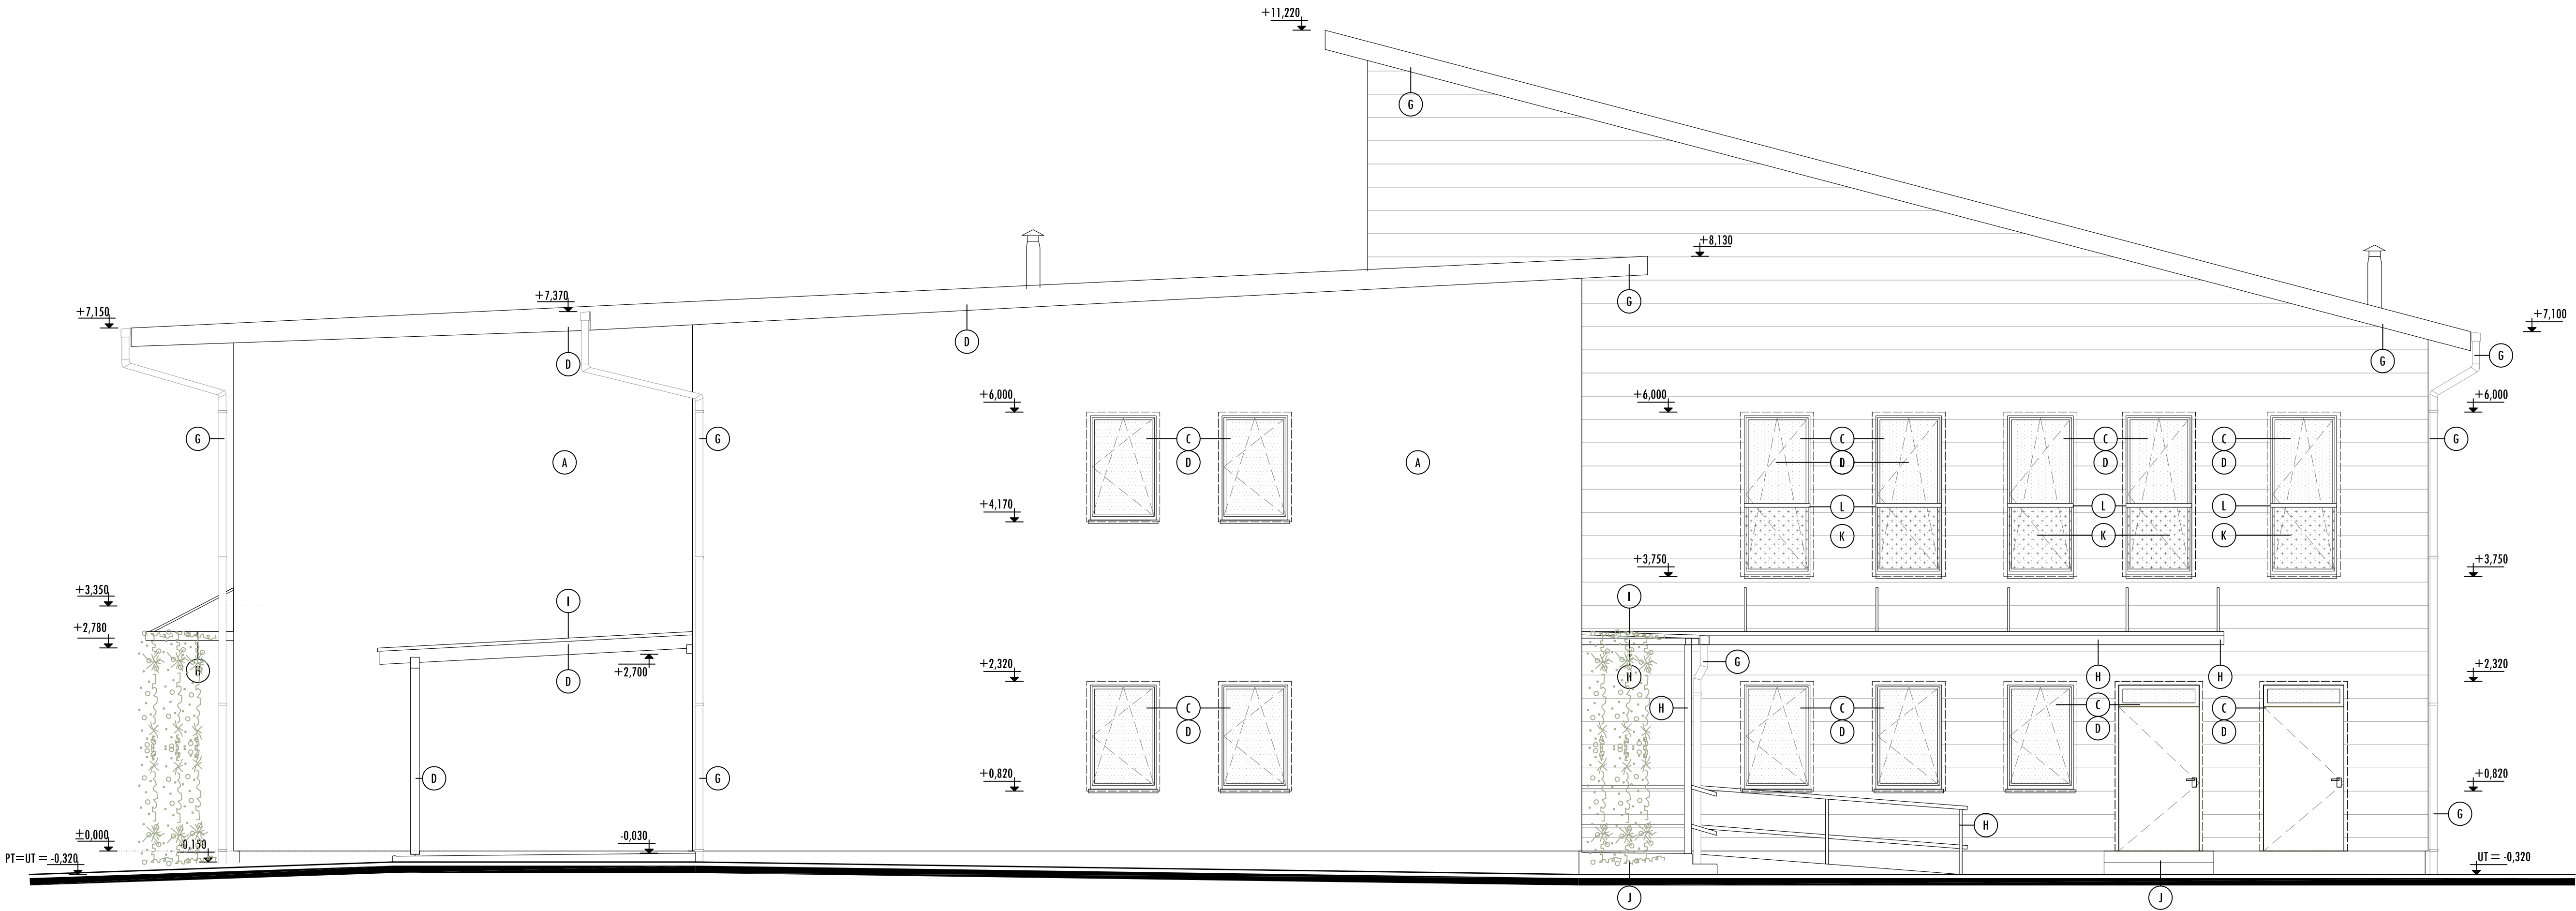 +11,220
G
+8,130
+7,370
+7,150
+7,100
G
D
D
G
G
+6,000
+6,000
+6,000
G
G
C
C
C
C
G
A
D
A
D
D
+4,170
L
L
L
K
K
K
+3,750
+3,750
+3,350
I
I
+2,780
H
D
+2,700
+2,320
G
H
H
H
+2,320
C
D
H
C
D
C
D
C
D
D
G
+0,820
+0,820
H
G
±0,000
-0,030
-0,150
PT=UT = -0,320
UT = -0,320
J
J